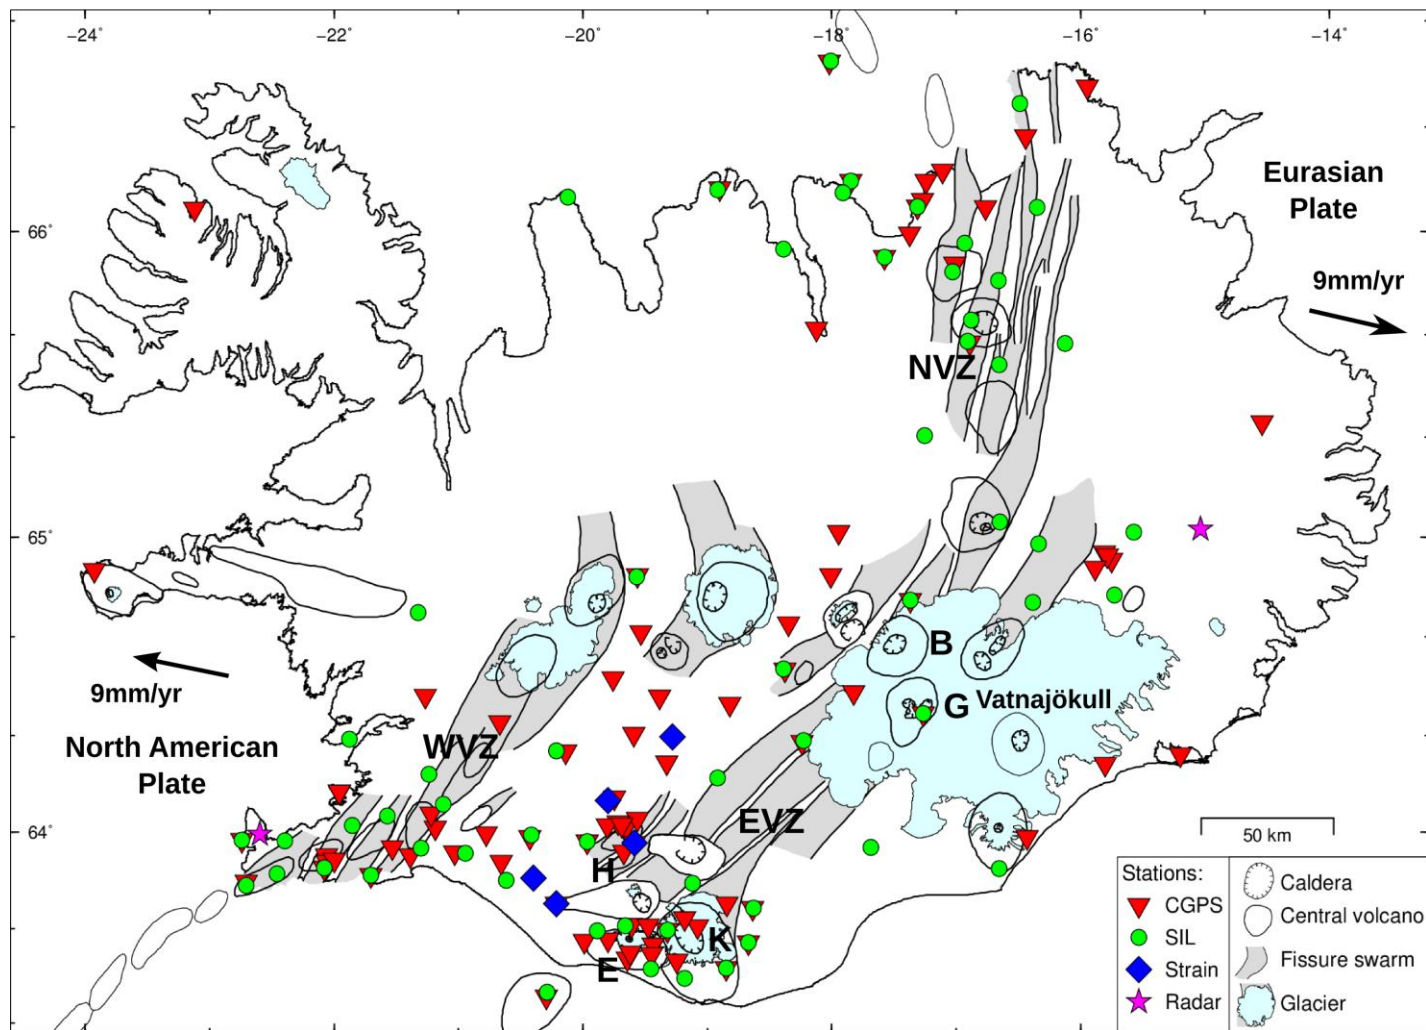 −24° −22° −20° −18° −16° −14°
Eurasian
Plate
66°
9mm/yr
NVZ
65°
B
G Vatnajökull
9mm/yr
North American
Plate
WVZ
EVZ
64°
50 km
H
K
E
Stations:
CGPS
SIL
Strain
Radar
Caldera
Central volcano
Fissure swarm
Glacier